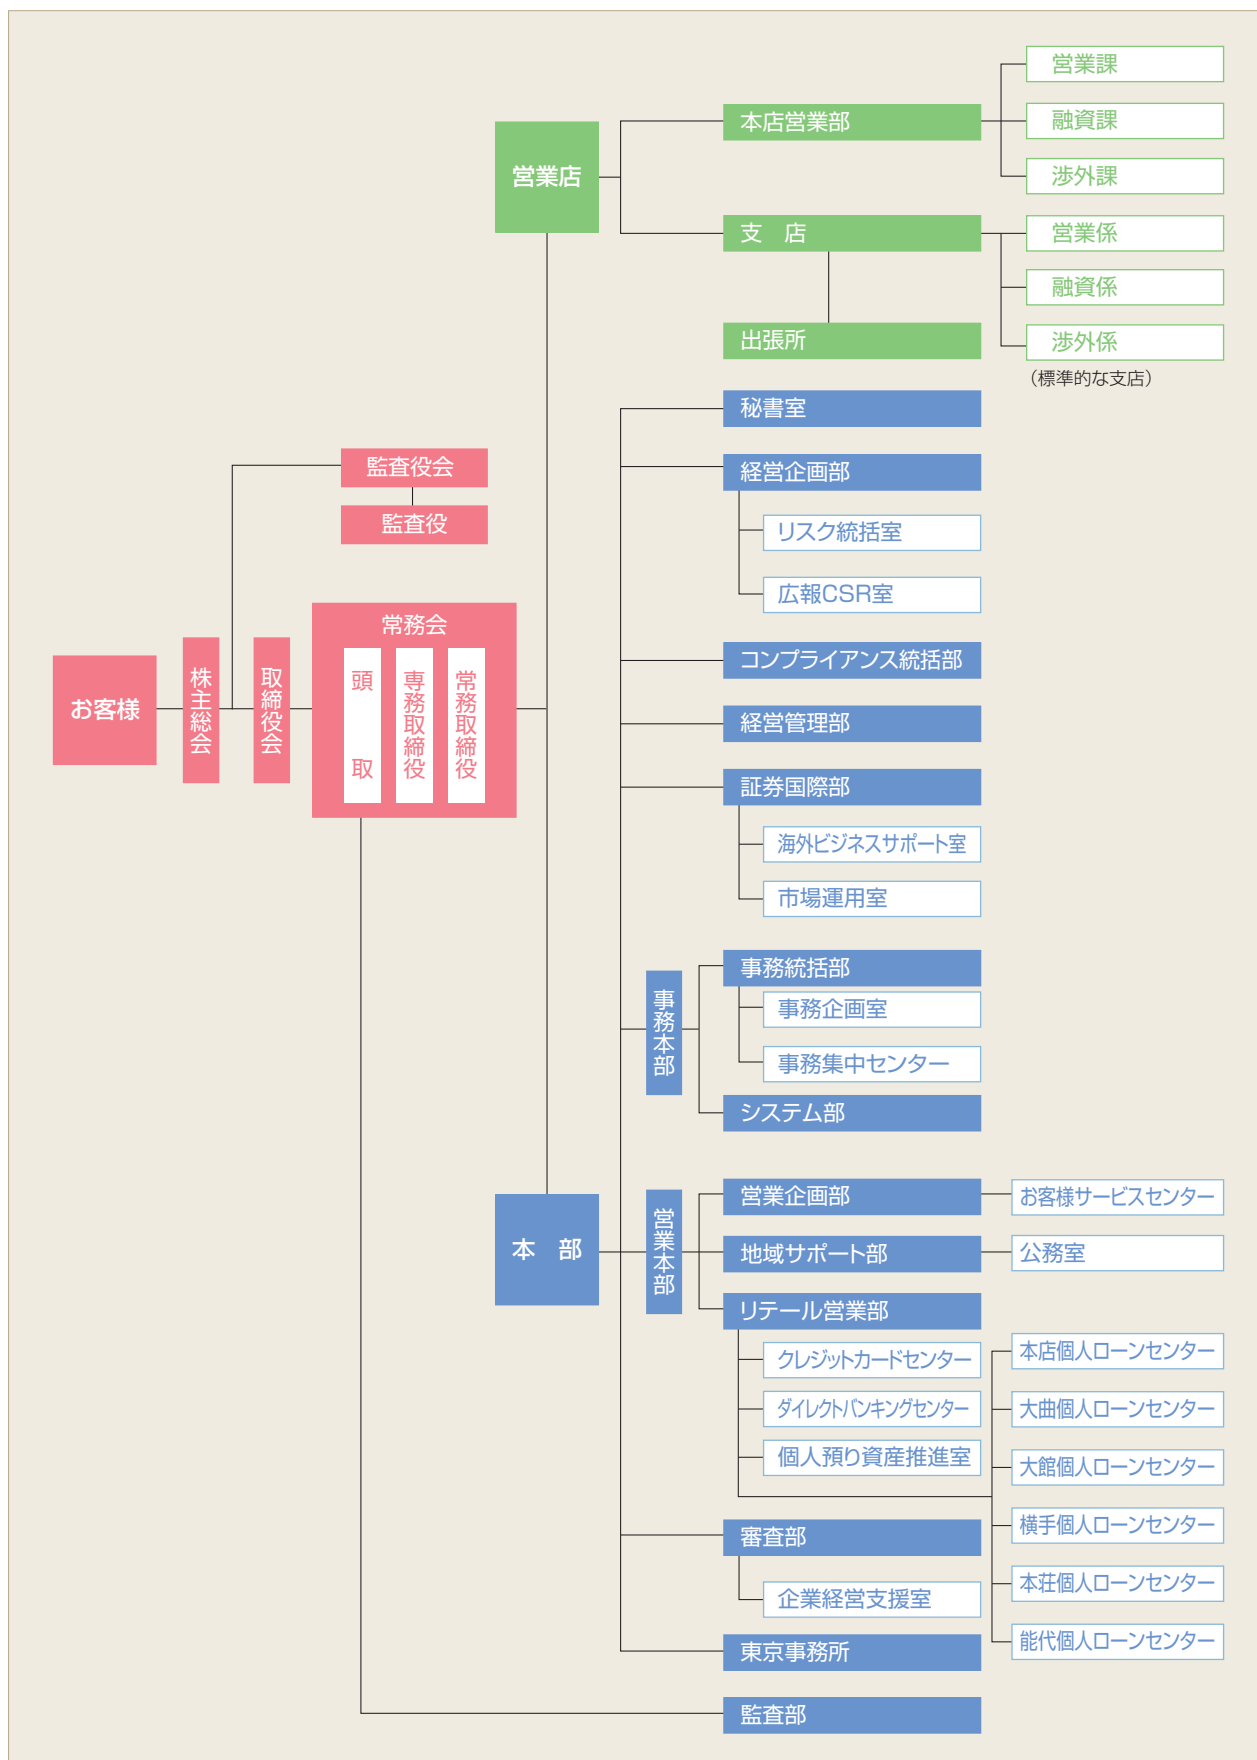 お客様
株主総会
取締役会
監査役会
監査役
常務会
頭取
専務取締役
常務取締役
営業店
本店営業部
営業課
融資課
渉外課
支　店
営業係
融資係
渉外係
（標準的な支店）
出張所
本　部
秘書室
経営企画部
リスク統括室
広報CSR室
コンプライアンス統括部
経営管理部
証券国際部
海外ビジネスサポート室
市場運用室
事務本部
事務統括部
事務企画室
事務集中センター
システム部
営業本部
営業企画部
お客様サービスセンター
地域サポート部
公務室
リテール営業部
クレジットカードセンター
ダイレクトバンキングセンター
個人預り資産推進室
本店個人ローンセンター
大曲個人ローンセンター
大館個人ローンセンター
横手個人ローンセンター
本荘個人ローンセンター
能代個人ローンセンター
審査部
企業経営支援室
東京事務所
監査部